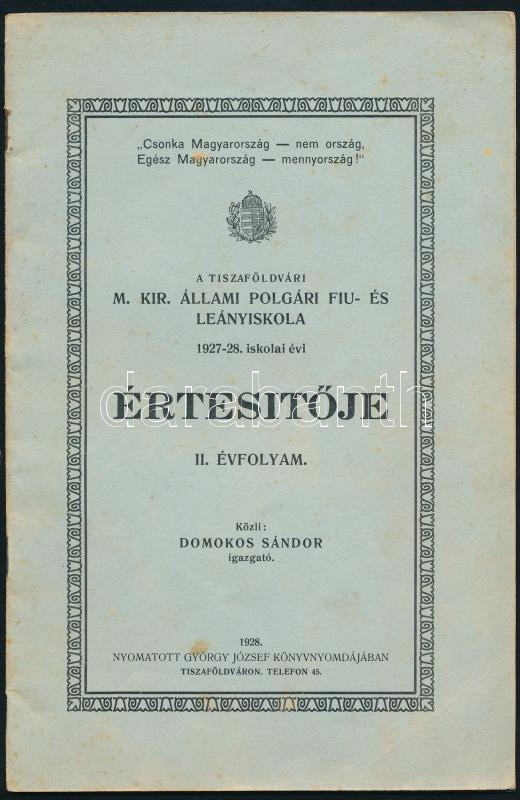 „Csonka Magyarország — nem ország,
Egész Magyarország — mennyország!"
A TISZAFÖLDVÁRI
M. KIR. ÁLLAMI POLGÁRI FIU- ÉS
LEÁNYISKOLA
1927-28. iskolai évi
ÉRTESITŐJE
darabanth
II. ÉVFOLYAM.
Közli:
DOMOKOS SÁNDOR
igazgató.
1928.
NYOMATOTT GYÖRGY JÓZSEF KÖNYVNYOMDÁJÁBAN
TISZAFÖLDVÁRON. TELEFON 45.